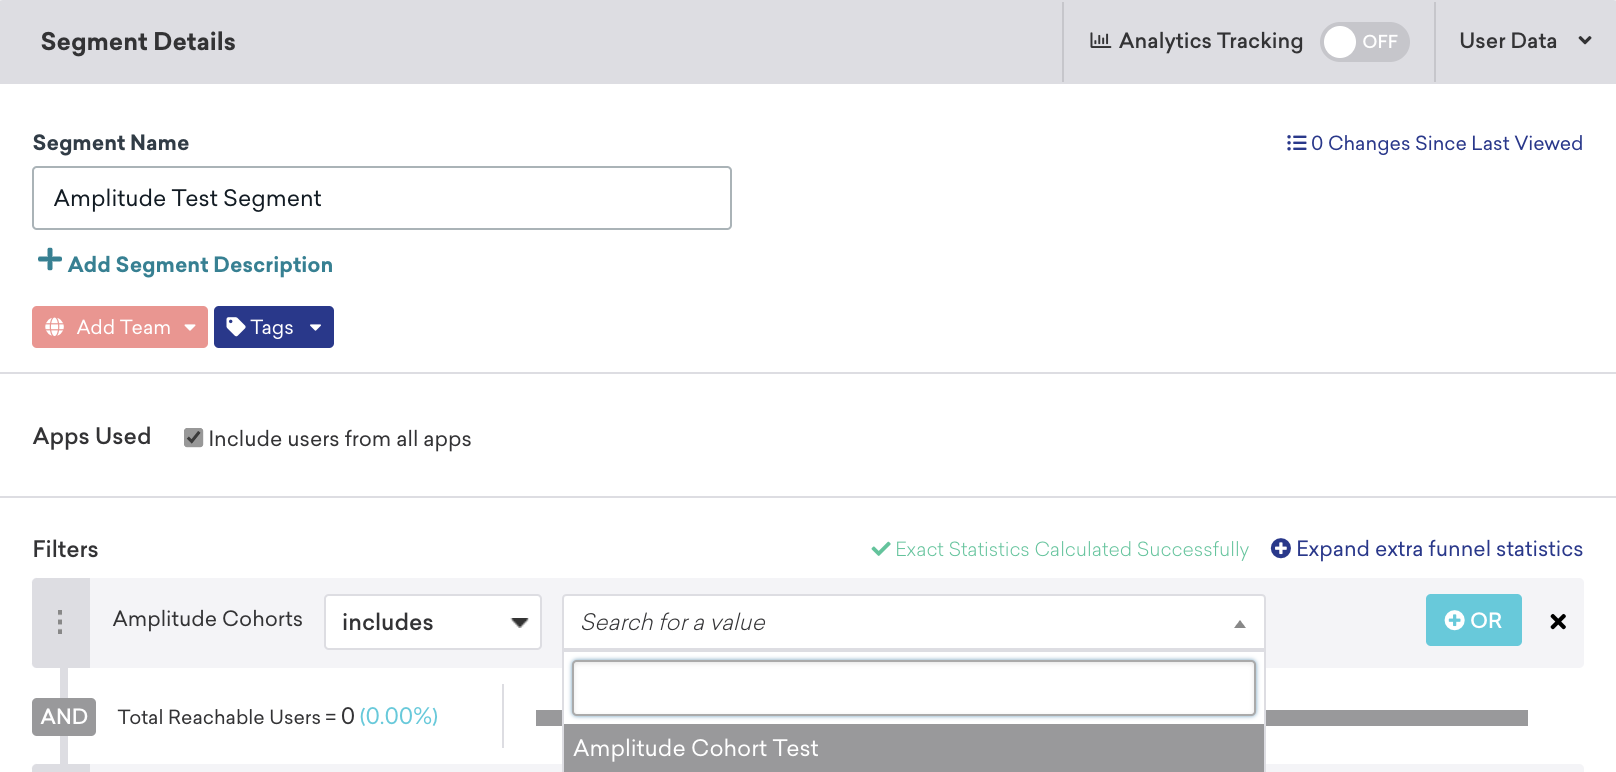 Segment Details
Analytics Tracking
OFF
User Data
Segment Name
0 Changes Since Last Viewed
Amplitude Test Segment
Add Segment Description
Add Team
Tags
Apps Used
Include users from all apps
Filters
Exact Statistics Calculated Successfully
Expand extra funnel statistics
Amplitude Cohorts
includes
Search for a value
OR
AND
Total Reachable Users = 0 (0.00%)
Amplitude Cohort Test